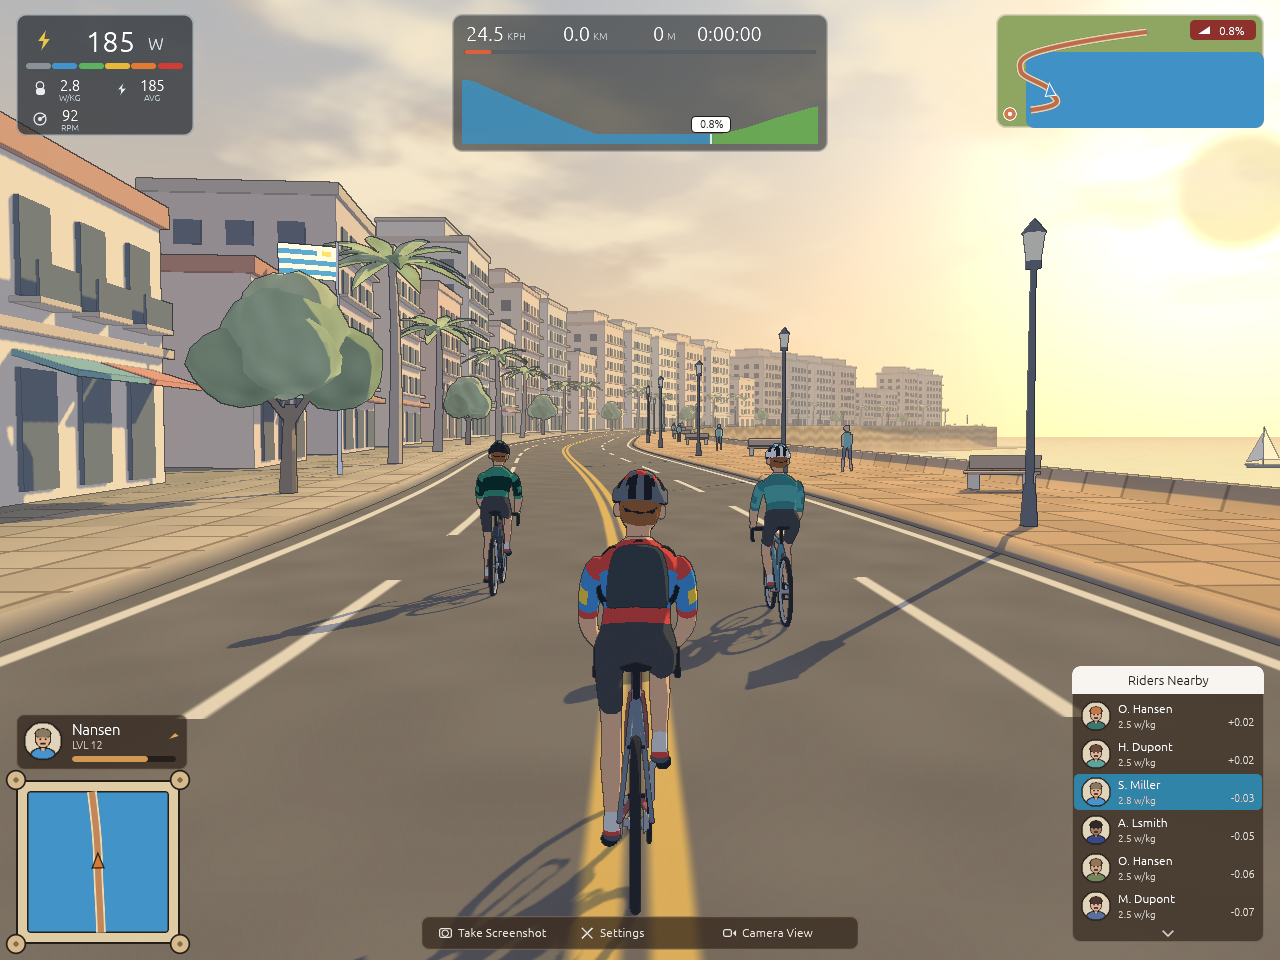 185 W
2.8 W/KG
185 AVG
92 RPM
24.5 KPH 0.0 KM 0 M 0:00:00
0.8%
0.8%
Nansen
LVL 12
Riders Nearby
O. Hansen
2.5 w/kg +0.02
H. Dupont
2.5 w/kg +0.02
S. Miller
2.8 w/kg -0.03
A. Lsmith
2.5 w/kg -0.05
O. Hansen
2.5 w/kg -0.06
M. Dupont
2.5 w/kg -0.07
Take Screenshot Settings Camera View